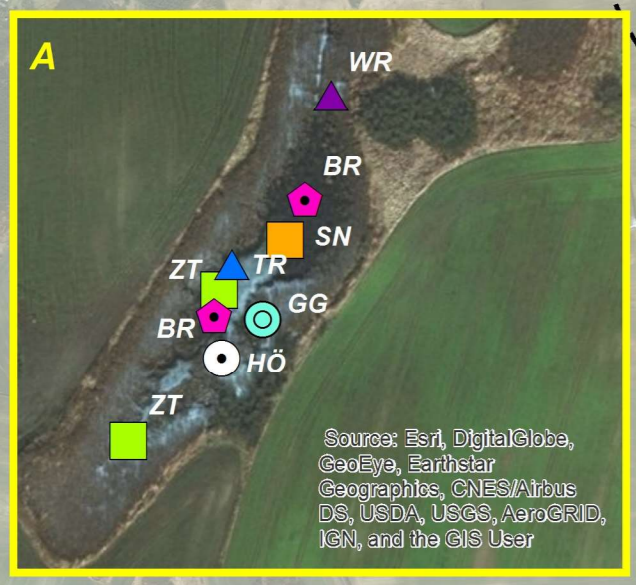 A
WR
BR
SN
ZT
TR
GG
BR
HÖ
ZT
Source: Esri, DigitalGlobe,
GeoEye, Earthstar
Geographics, CNES/Airbus
DS, USDA, USGS, AeroGRID,
IGN, and the GIS User